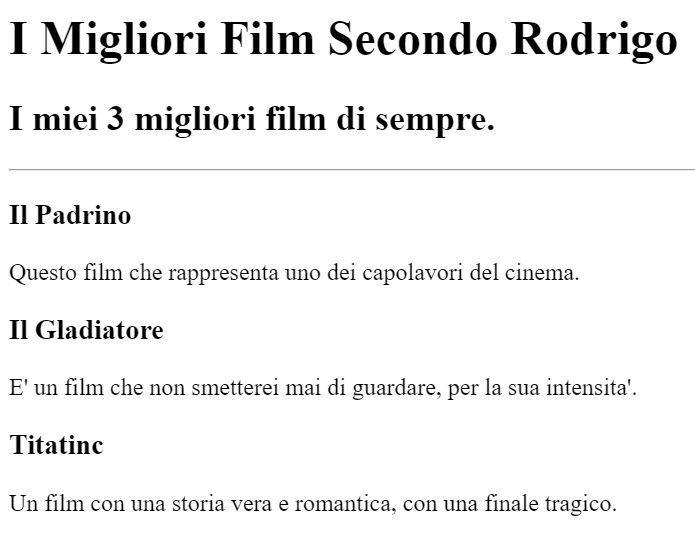 I Migliori Film Secondo Rodrigo
I miei 3 migliori film di sempre.
Il Padrino
Questo film che rappresenta uno dei capolavori del cinema.
Il Gladiatore
E' un film che non smetterei mai di guardare, per la sua intensita'.
Titatinc
Un film con una storia vera e romantica, con una finale tragico.